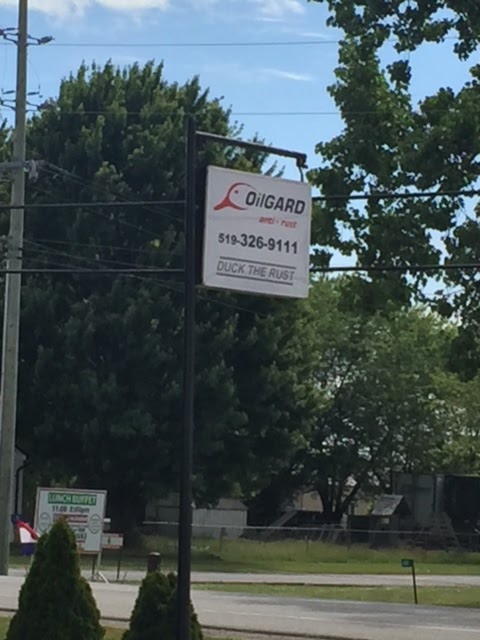 OilGARD
anti-rust
519-326-9111
DUCK THE RUST
LUNCH BUFFET